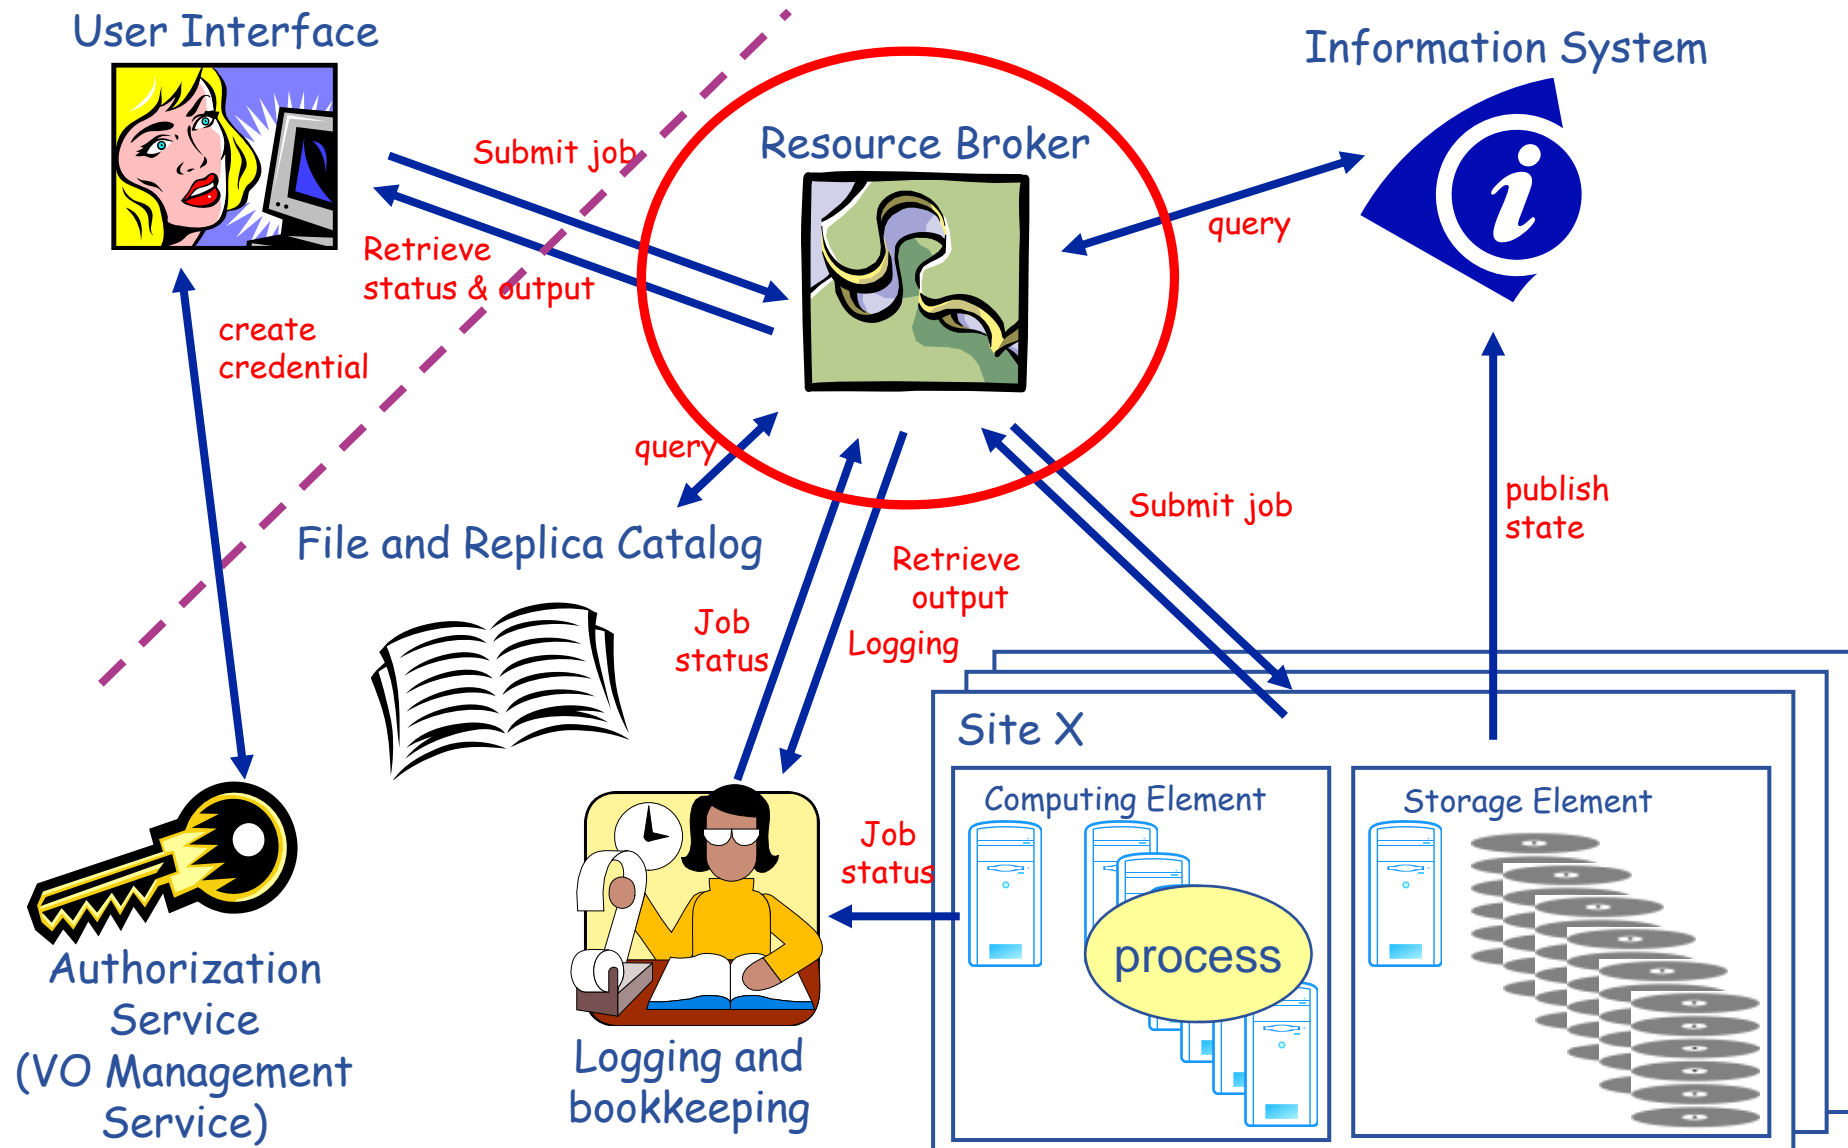 User Interface
Information System
Resource Broker
Submit job
query
Retrieve
status & output
create
credential
query
Submit job
publish
state
File and Replica Catalog
Retrieve
output
Job
status
Logging
Site X
Computing Element
Storage Element
Job
status
process
Authorization
Service
(VO Management
Service)
Logging and
bookkeeping